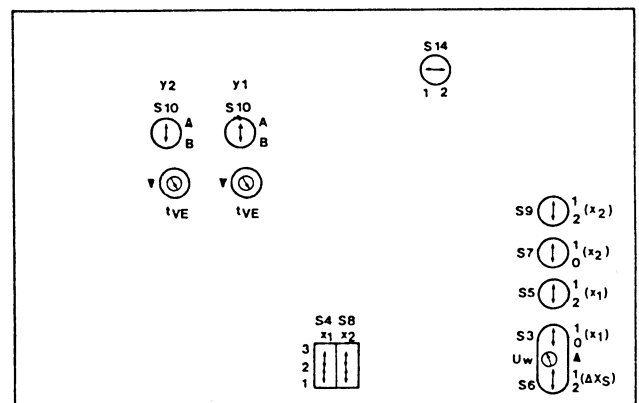 S14
1 2
y2 y1
S10 S10
A A
B B
tVE tVE
S9 1 2 (x2)
S7 1 0 (x2)
S5 1 2 (x1)
S4 S8
x1 x2
3
2
1
S3 1 0 (x1)
Uw
S6 1 2 (ΔXS)